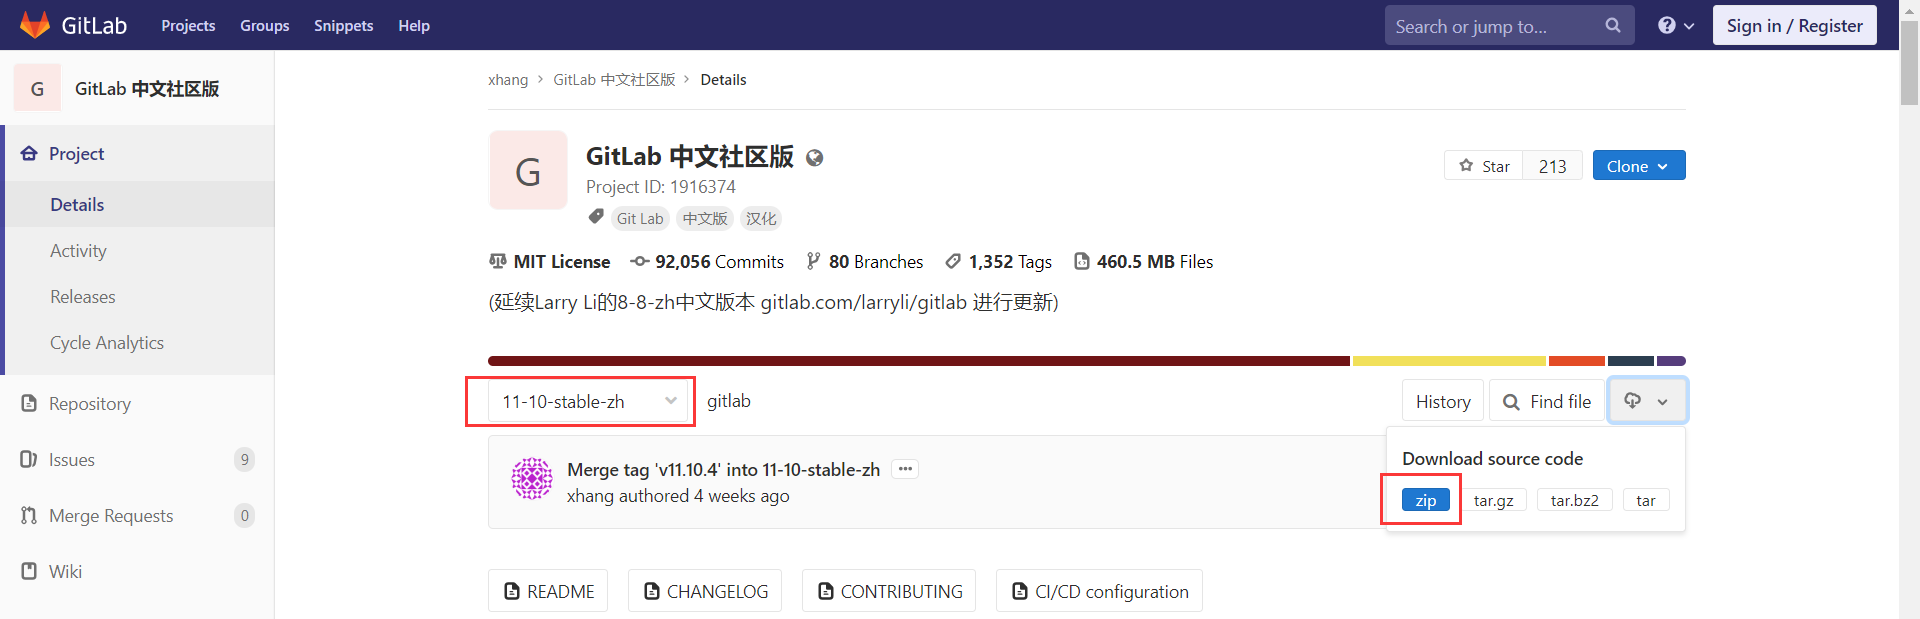 GitLab Projects Groups Snippets Help Search or jump to... Sign in / Register
G GitLab 中文社区版
Project
Details
Activity
Releases
Cycle Analytics
Repository
Issues 9
Merge Requests 0
Wiki
xhang > GitLab 中文社区版 > Details
G
GitLab 中文社区版
Project ID: 1916374
Git Lab 中文版 汉化
Star 213 Clone
MIT License 92,056 Commits 80 Branches 1,352 Tags 460.5 MB Files
(延续Larry Li的8-8-zh中文版本 gitlab.com/larryli/gitlab 进行更新)
11-10-stable-zh gitlab History Find file
Merge tag 'v11.10.4' into 11-10-stable-zh
xhang authored 4 weeks ago
Download source code
zip tar.gz tar.bz2 tar
README CHANGELOG CONTRIBUTING CI/CD configuration